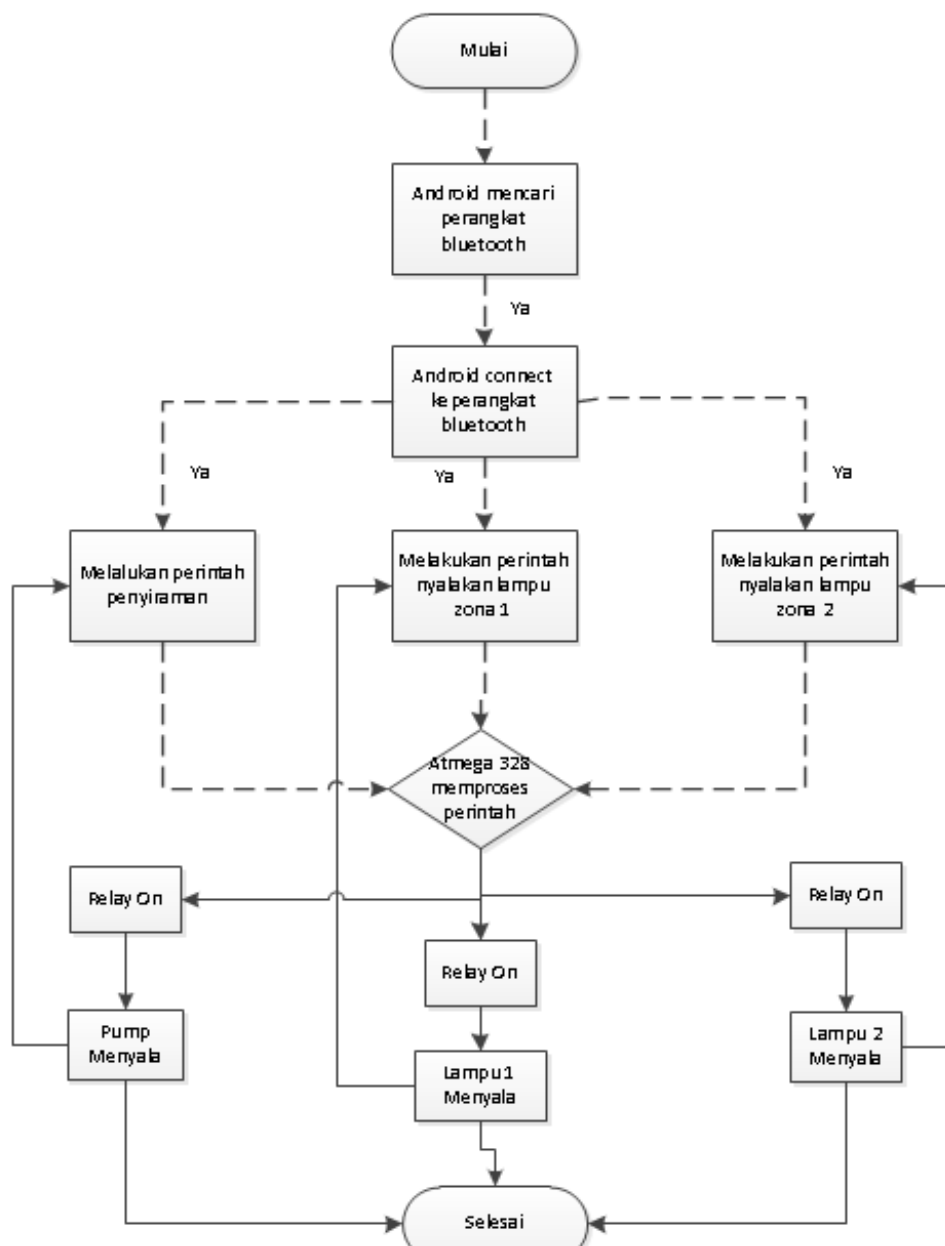 Mulai
Android mencari
perangkat
bluetooth
Ya
Android connect
ke perangkat
bluetooth
Ya
Ya
Ya
Melalukan perintah
penyiraman
Melakukan perintah
nyalakan lampu
zona 1
Melakukan perintah
nyalakan lampu
zona 2
Atmega 328
memproses
perintah
Relay On
Relay On
Relay On
Pump
Menyala
Lampu 1
Menyala
Lampu 2
Menyala
Selesai